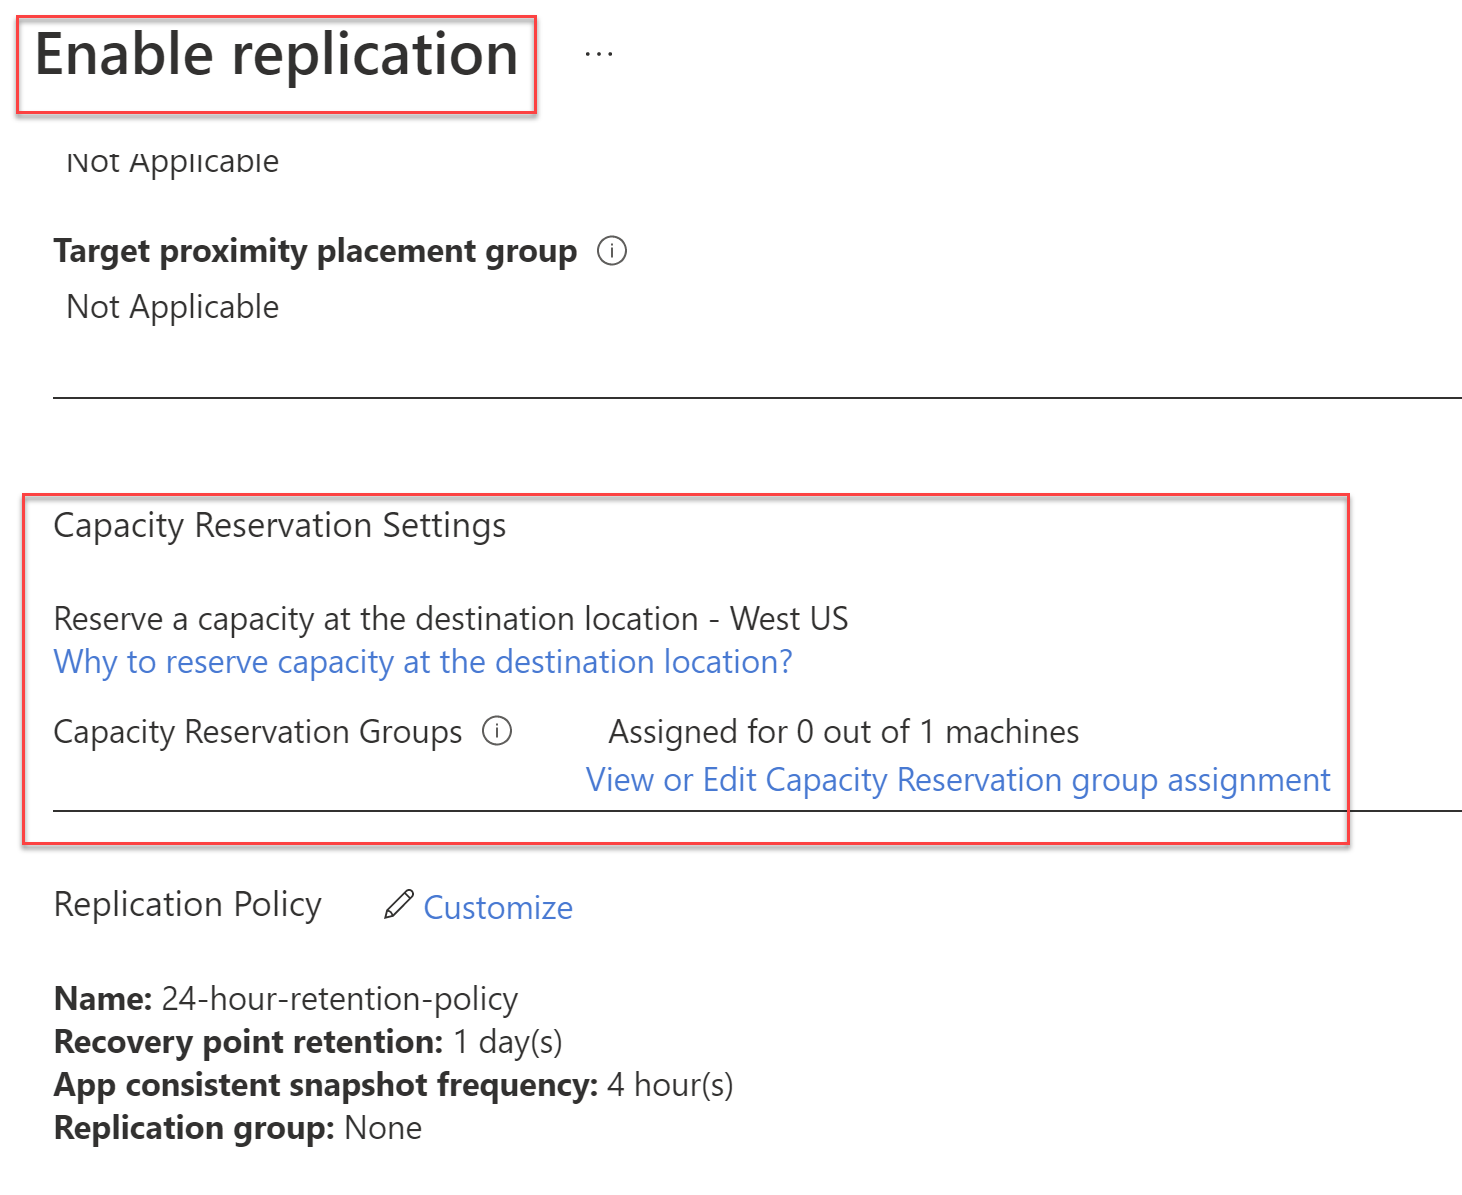 Enable replication ...
Not Applicable
Target proximity placement group
Not Applicable
Capacity Reservation Settings
Reserve a capacity at the destination location - West US
Why to reserve capacity at the destination location?
Capacity Reservation Groups Assigned for 0 out of 1 machines
View or Edit Capacity Reservation group assignment
Replication Policy Customize
Name: 24-hour-retention-policy
Recovery point retention: 1 day(s)
App consistent snapshot frequency: 4 hour(s)
Replication group: None